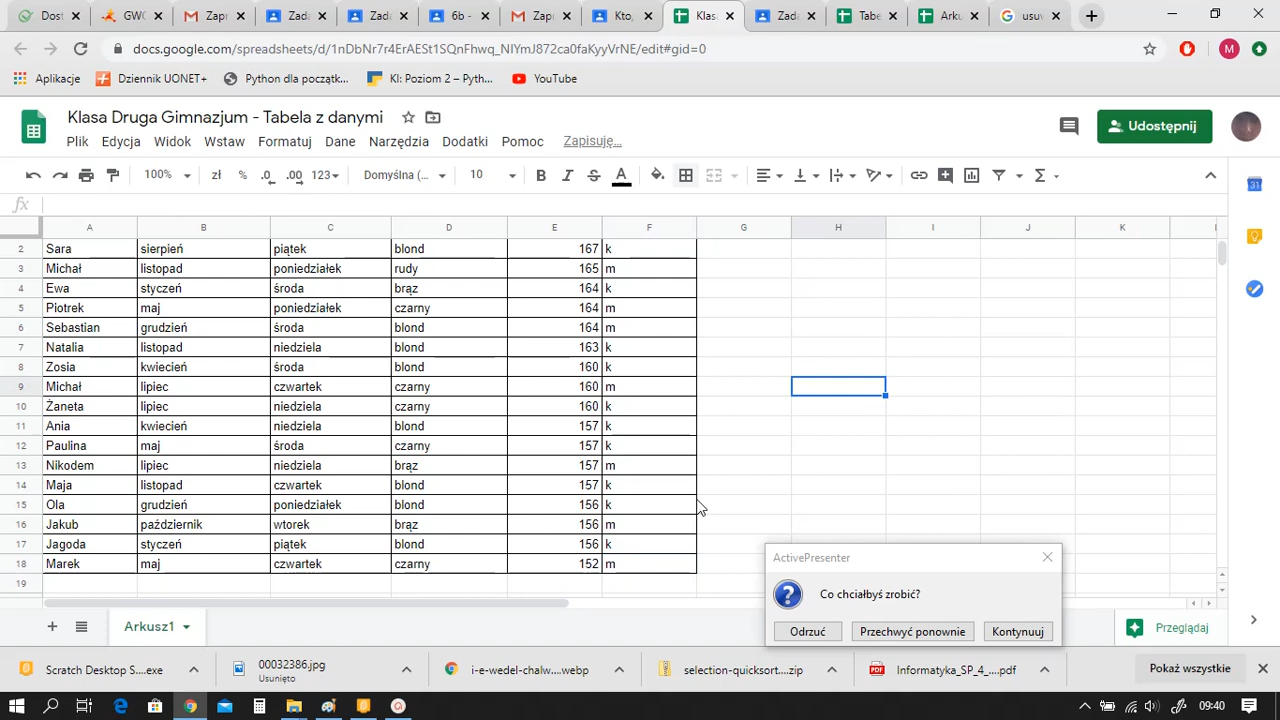 Dost
GWO
Zapr
Zada
Zada
6b -
Zapr
Kto,
Klas
Zada
Tabe
Arku
usuv
docs.google.com/spreadsheets/d/1nDbNr7r4ErAESt1SQnFhwq_NIYmJ872ca0faKyyVrNE/edit#gid=0
M
Aplikacje
Dziennik UONET+
Python dla początk...
KI: Poziom 2 – Pyth...
YouTube
Klasa Druga Gimnazjum - Tabela z danymi
Plik Edycja Widok Wstaw Formatuj Dane Narzędzia Dodatki Pomoc Zapisuję...
Udostępnij
100% zł % .0 .00 123 Domyślna (... 10 B I S A Σ
31
fx
A B C D E F G H I J K
2 Sara sierpień piątek blond 167 k
3 Michał listopad poniedziałek rudy 165 m
4 Ewa styczeń środa brąz 164 k
5 Piotrek maj poniedziałek czarny 164 m
6 Sebastian grudzień środa blond 164 m
7 Natalia listopad niedziela blond 163 k
8 Zosia kwiecień środa blond 160 k
9 Michał lipiec czwartek czarny 160 m
10 Żaneta lipiec niedziela czarny 160 k
11 Ania kwiecień niedziela blond 157 k
12 Paulina maj środa czarny 157 k
13 Nikodem lipiec niedziela brąz 157 m
14 Maja listopad czwartek blond 157 k
15 Ola grudzień poniedziałek blond 156 k
16 Jakub październik wtorek brąz 156 m
17 Jagoda styczeń piątek blond 156 k
18 Marek maj czwartek czarny 152 m
19
ActivePresenter
Co chciałbyś zrobić?
Odrzuć Przechwyć ponownie Kontynuuj
Arkusz1
Przeglądaj
Scratch Desktop S....exe
00032386.jpg
Usunięto
i-e-wedel-chalw....webp
selection-quicksort....zip
PDF
Informatyka_SP_4_....pdf
Pokaż wszystkie
09:40